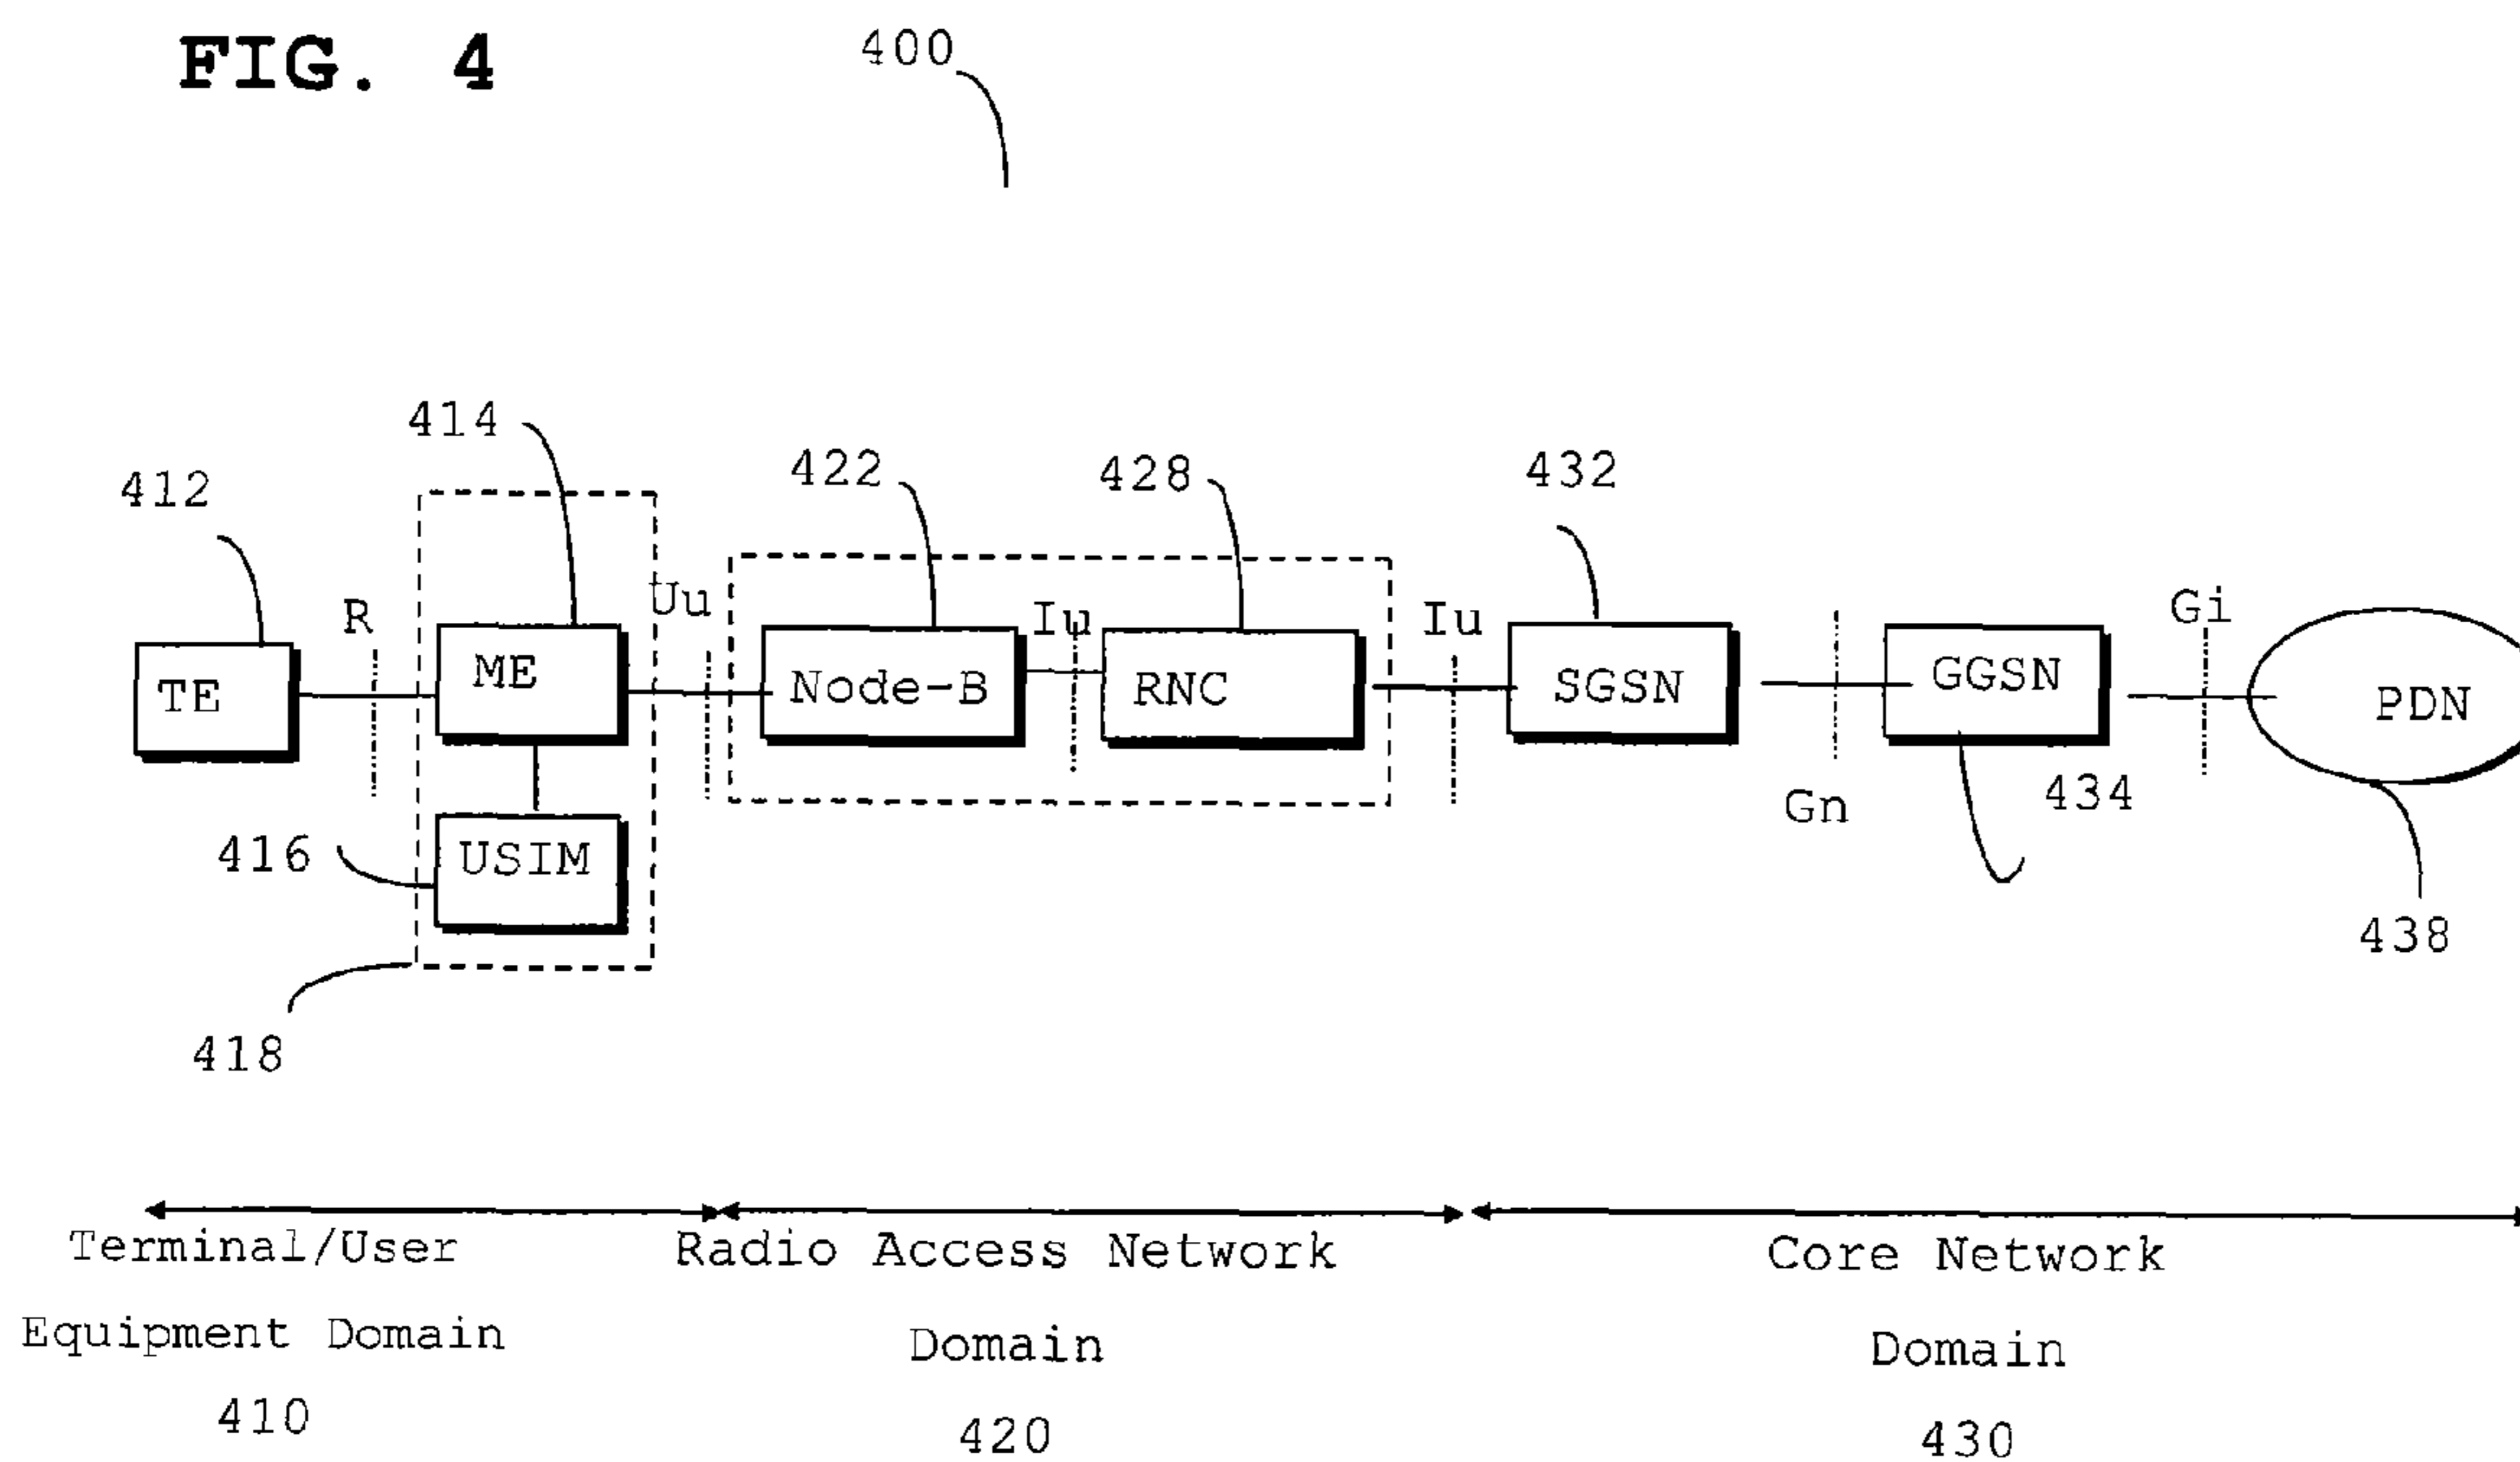 FIG. 4
400
414
422
428
432
412
R
Uu
Iu
Iu
Gi
TE
ME
Node-B
RNC
SGSN
GGSN
PDN
Gn
434
416
USIM
438
418
Terminal/User
Equipment Domain
410
Radio Access Network
Domain
420
Core Network
Domain
430